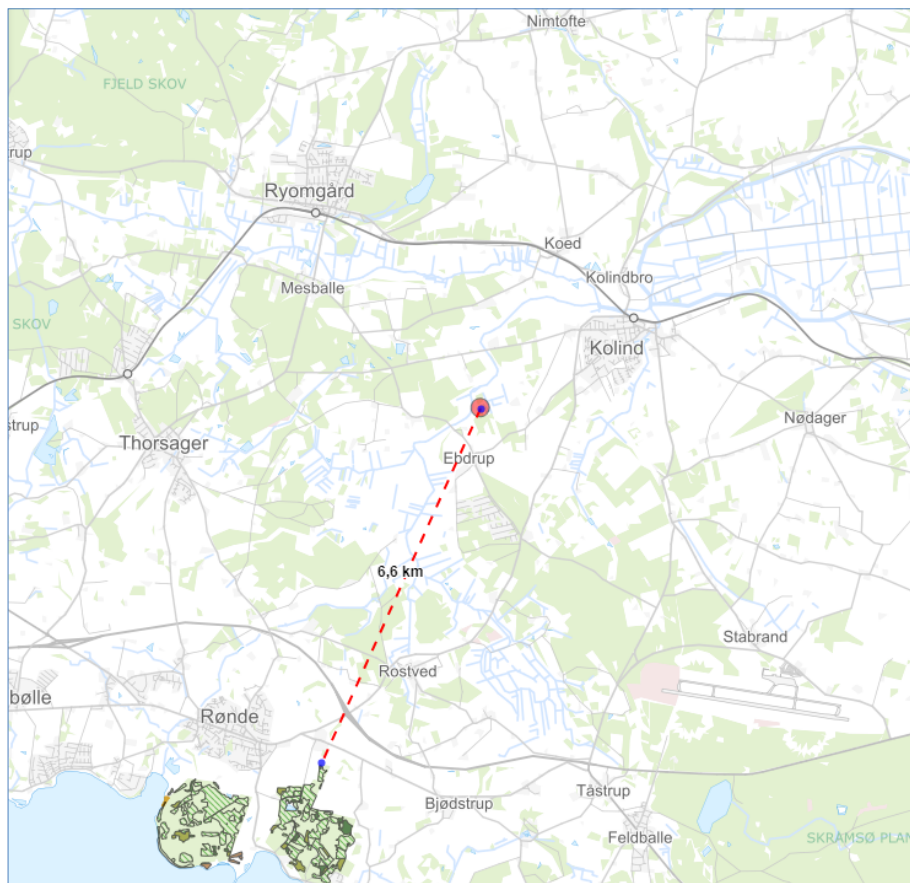 Nimtofte
FJELD SKOV
trup
Ryomgård
Koed
Kolindbro
Mesballe
SKOV
Kolind
Nødager
strup
Thorsager
Ebdrup
6,6 km
Stabrand
Rostved
bølle
Rønde
Tåstrup
Bjødstrup
Feldballe
SKRAMSØ PLAN